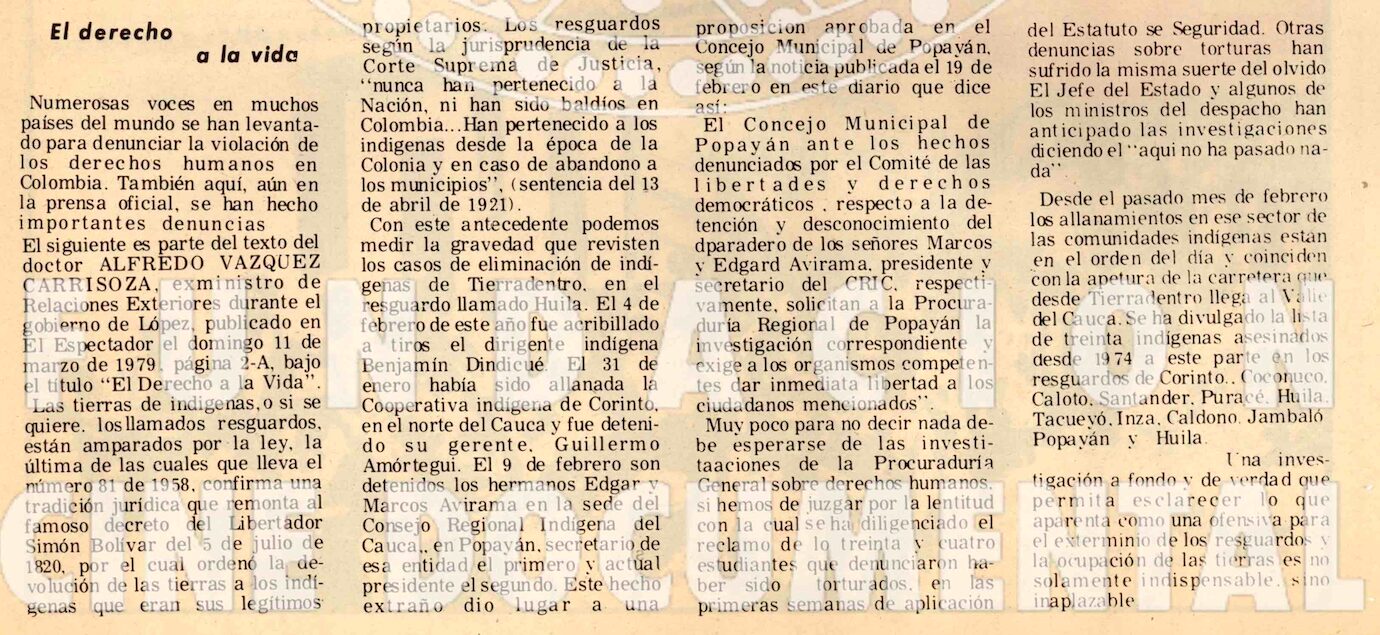 El derecho
a la vida
Numerosas voces en muchos
países del mundo se han levanta-
do para denunciar la violación de
los derechos humanos en
Colombia. También aquí, aún en
la prensa oficial, se han hecho
importantes denuncias
El siguiente es parte del texto del
doctor ALFREDO VAZQUEZ
CARRISOZA, exministro de
Relaciones Exteriores durante el
gobierno de López, publicado en
El Espectador el domingo 11 de
marzo de 1979 página 2-A, bajo
el título "El Derecho a la Vida".
Las tierras de indigenas,o si se
quiere, losllamados resguardos,
están amparados por la ley, la
última de las cuales que lleva el
número 81 de 1958, confirma una
tradición jurídica que remonta al
famoso decreto del Libertador
Simón Bolívar del 5 de julio de
1820, por el cual ordenó la de-
volución de las tierras a los indí-
genas que eran sus legítimos
propietarios. Los resguardos
según la jurisprudencia de la
Corte Suprema de Justicia,
"nunca han pertenecido a la
Nación, ni han sido baldíos en
Colombia...Han pertenecido a los
indigenas desde la época de la
Colonia y en caso de abandono a
los municipios", (sentencia del 13
de abril de 1921).
Con este antecedente podemos
medir la gravedad que revisten
los casos de eliminación de indí-
genas de Tierradentro, en el
resguardo llamado Huila. El 4 de
febrero de este año fue acribillado
a tiros el dirigente indígena
Benjamín Dindicué. El 31 de
enero había sido allanada la
Cooperativa indígena de Corinto,
en el norte del Cauca y fue deteni-
do su gerente, Guillermo
Amórtegui. El 9 de febrero son
detenidos los hermanos Edgar y
Marcos Avirama en la sede del
Consejo Regional Indígena del
Cauca,, en Popayán, secretario de
esa entidad el primero y actual
presidente el segundo. Este hecho
extraño dio lugar a una
proposición aprobada en el
Concejo Municipal de Popayán,
según la noticia publicada el 19 de
febrero en este diario que dice
así:
El Concejo Municipal de
Popayán ante los hechos
denunciados por el Comité de las
libertades y derechos
democráticos , respecto a la de-
tención y desconocimiento del
dparadero de los señores Marcos
y Edgard Avirama, presidente y
secretario del CRIC, respecti-
vamente, solicitan a la Procura-
duría Regional de Popayán la
investigación correspondiente y
exige a los organismos competen-
tes dar inmediata libertad a los
ciudadanos mencionados".
Muy poco para no decir nada de-
be esperarse de las investi-
taaciones de la Procuraduría
General sobre derechos humanos,
si hemos de juzgar por la lentitud
con la cual se ha diligenciado el
reclamo de lo treinta y cuatro
estudiantes que denunciaron ha-
ber sido torturados, en las
primeras semanas de aplicación
del Estatuto se Seguridad. Otras
denuncias sobre torturas han
sufrido la misma suerte del olvido
El Jefe del Estado y algunos de
los ministros del despacho han
anticipado las investigaciones
diciendo el "aqui no ha pasado na-
da"
Desde el pasado mes de febrero
los allanamientos en ese sector de
las comunidades indígenas están
en el orden del día y coinciden
con la apetura de la carretera que
desde Tierradentro llega al Valle
del Cauca. Se ha divulgado la lista
de treinta indígenas asesinados
desde 1974 a este parte en los
resguardos de Corinto,. Coconuco,
Caloto, Santander, Puracé, Huila,
Tacueyó, Inza, Caldono, Jambaló
Popayán y Huila.
Una inves-
tigación a fondo y de verdad que
permita esclarecer lo que
aparenta como una ofensiva para
el exterminio de los resguardos y
la ocupación de las tierras es no
solamente indispensable, sino
inaplazable
FUNDACION
CINE DOCUMENTAL